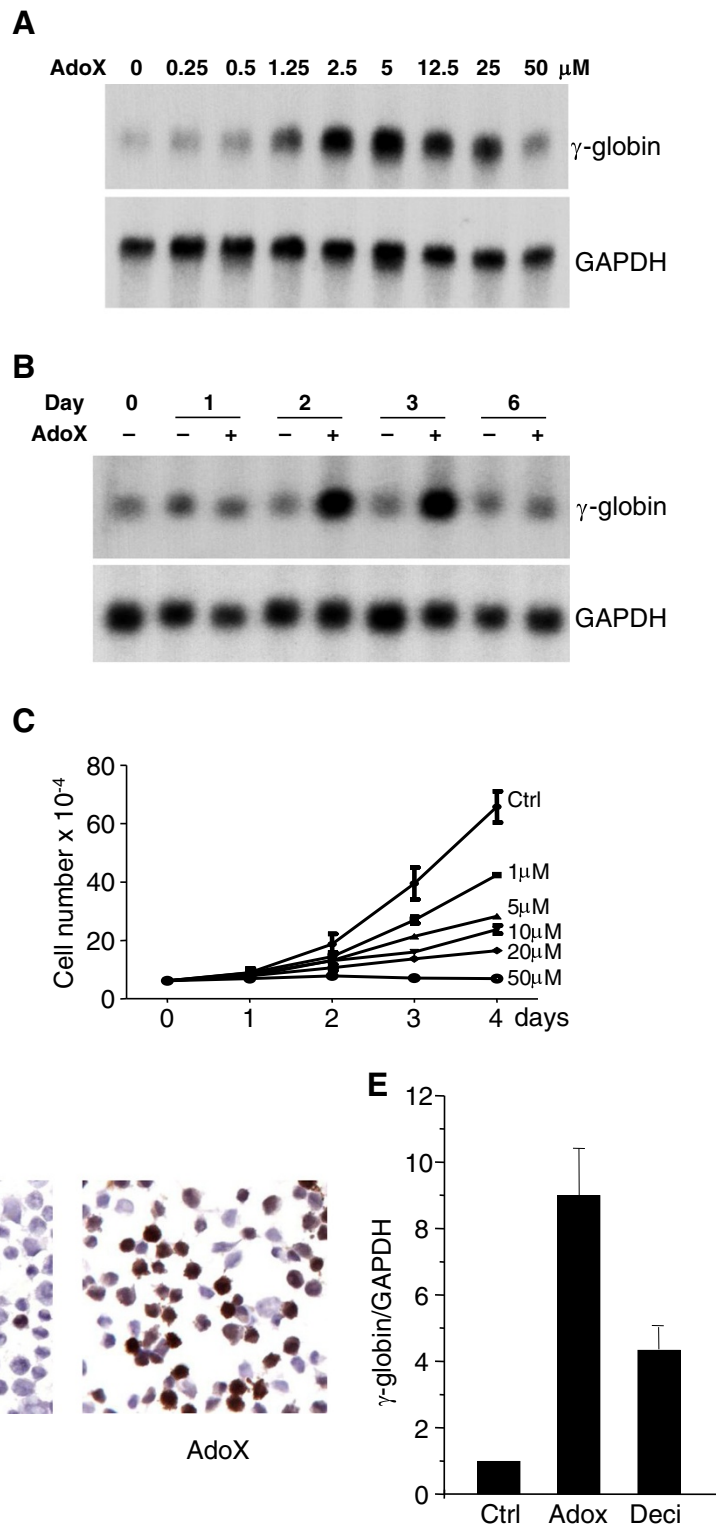 A
AdoX 0 0.25 0.5 1.25 2.5 5 12.5 25 50 μM
γ-globin
GAPDH
B
Day 0 1 2 3 6
AdoX – – + – + – + – +
γ-globin
GAPDH
C
Cell number x 10-4
80
60
40
20
0
Ctrl
1μM
5μM
10μM
20μM
50μM
0 1 2 3 4 days
AdoX
E
γ-globin/GAPDH
12
10
8
6
4
2
0
Ctrl Adox Deci